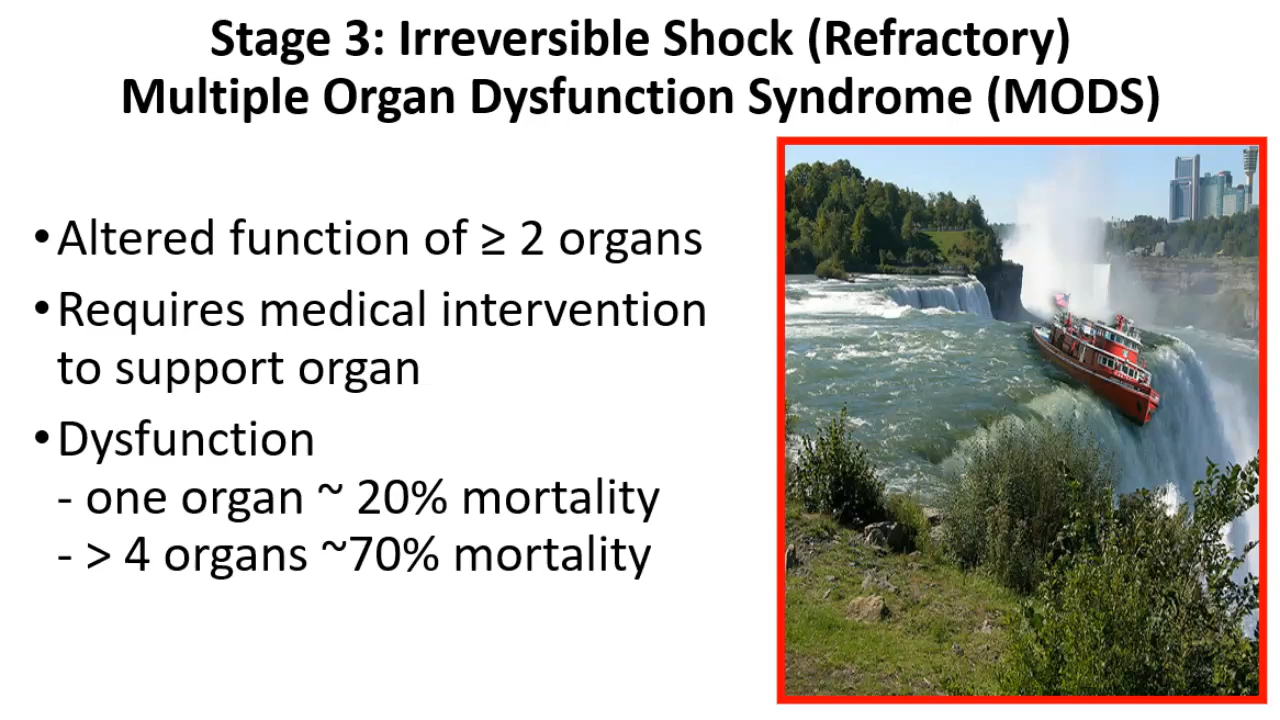 Stage 3: Irreversible Shock (Refractory)
Multiple Organ Dysfunction Syndrome (MODS)
•Altered function of ≥ 2 organs
•Requires medical intervention
to support organ
•Dysfunction
- one organ ~ 20% mortality
- > 4 organs ~70% mortality